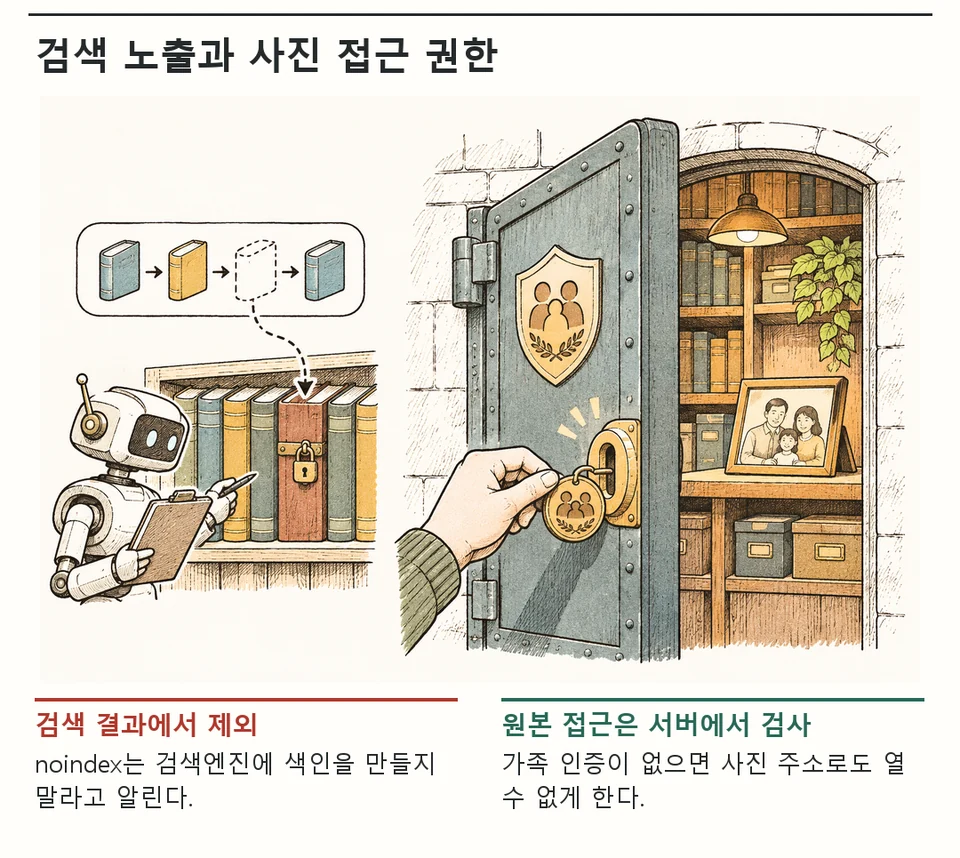 검색 노출과 사진 접근 권한
검색 결과에서 제외
noindex는 검색엔진에 색인을 만들지
말라고 알린다.
원본 접근은 서버에서 검사
가족 인증이 없으면 사진 주소로도 열
수 없게 한다.